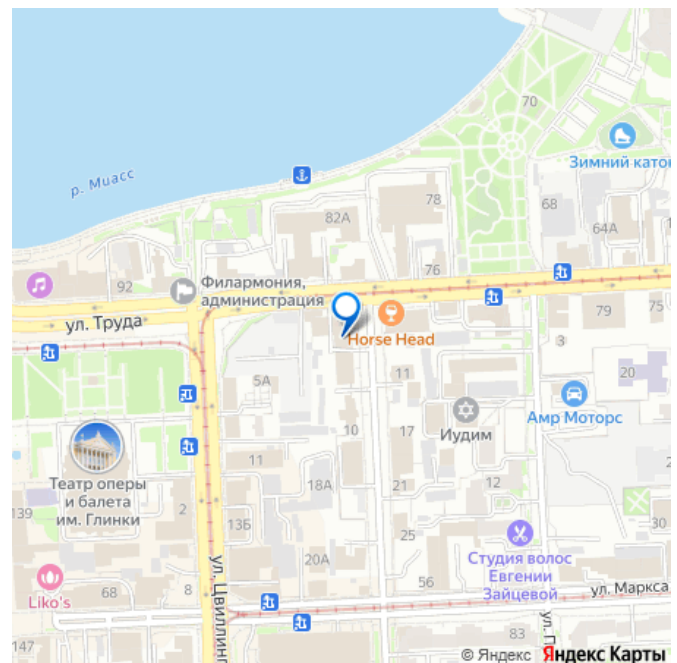 70
р. Миасс
Зимний каток
82А
78
68
64А
92
Филармония,
администрация
76
ул. Труда
79
75
Horse Head
3
5А
11
20
Амр Моторс
Иудим
10
17
11
Театр оперы
и балета
им. Глинки
139
2
18А
21
12
13Б
30
25
Студия волос
Евгении
Зайцевой
20А
Liko's
68
8
56
ул. Маркса
ул. Цвиллинг
147
83
ул. П
© Яндекс Яндекс Карты